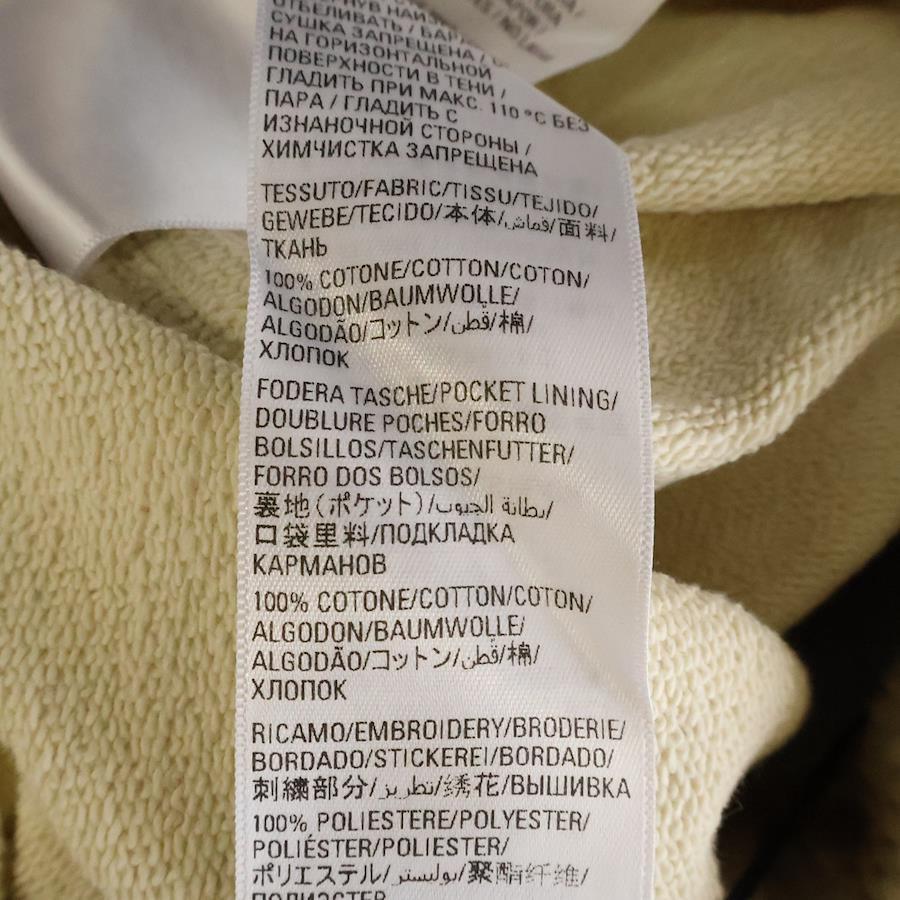 ОТБЕЛИВАТЬ /
СУШКА ЗАПРЕЩЕНА /
НА ГОРИЗОНТАЛЬНОЙ
ПОВЕРХНОСТИ В ТЕНИ /
ГЛАДИТЬ ПРИ МАКС. 110 °C БЕЗ
ПАРА / ГЛАДИТЬ С
ИЗНАНОЧНОЙ СТОРОНЫ /
ХИМЧИСТКА ЗАПРЕЩЕНА
TESSUTO/FABRIC/TISSU/TEJIDO/
GEWEBE/TECIDO/本体/قماش/面料/
ТКАНЬ
100% COTONE/COTTON/COTON/
ALGODON/BAUMWOLLE/
ALGODÃO/コットン/قطن/棉/
ХЛОПОК
FODERA TASCHE/POCKET LINING/
DOUBLURE POCHES/FORRO
BOLSILLOS/TASCHENFUTTER/
FORRO DOS BOLSOS/
裏地(ポケット)/بطانة الجيوب/
口袋里料/ПОДКЛАДКА
КАРМАНОВ
100% COTONE/COTTON/COTON/
ALGODON/BAUMWOLLE/
ALGODÃO/コットン/قطن/棉/
ХЛОПОК
RICAMO/EMBROIDERY/BRODERIE/
BORDADO/STICKEREI/BORDADO/
刺繍部分/تطريز/绣花/ВЫШИВКА
100% POLIESTERE/POLYESTER/
POLIÉSTER/POLIESTER/
ポリエステル/بوليستر/聚酯纤维/
ПОЛИЭСТЕР